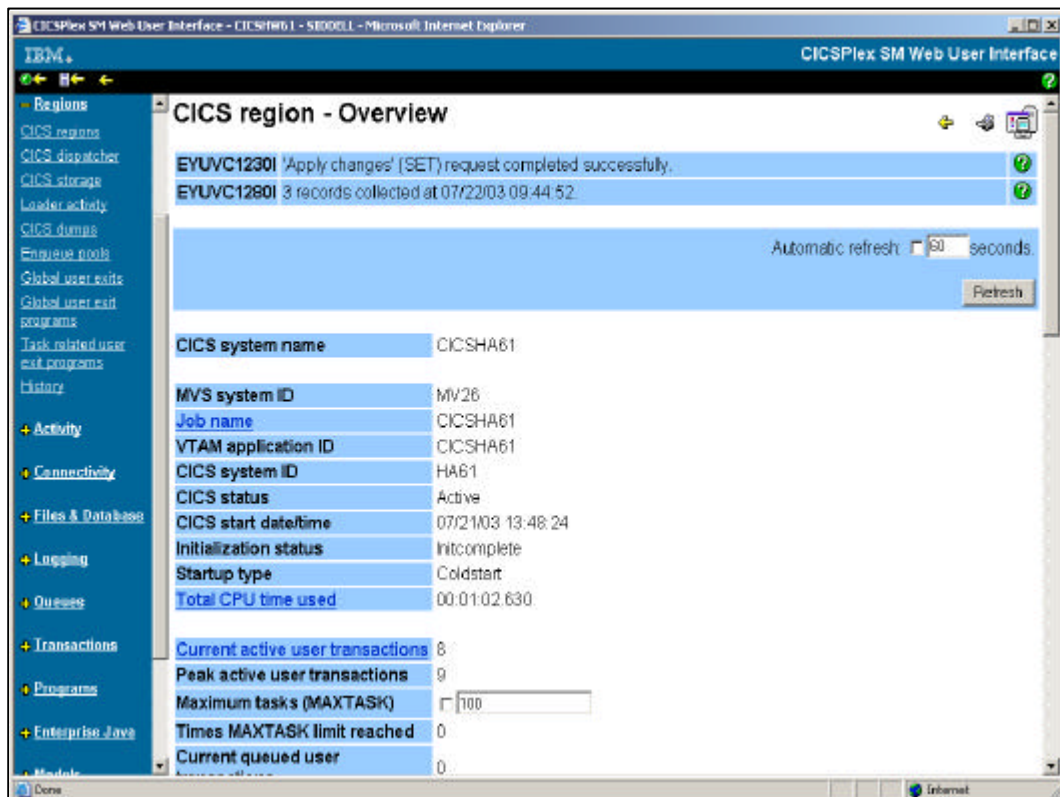 CICSPlex SM Web User Interface - CICSHA61 - SIDDELL - Microsoft Internet Explorer
IBM.
CICSPlex SM Web User Interface
Regions
CICS regions
CICS dispatcher
CICS storage
Loader activity
CICS dumps
Enqueue pools
Global user exits
Global user exit
programs
Task related user
exit programs
History
Activity
Connectivity
Files & Database
Logging
Queues
Transactions
Programs
Enterprise Java
Models
CICS region - Overview
EYUVC1230I 'Apply changes' (SET) request completed successfully.
EYUVC1280I 3 records collected at 07/22/03 09:44:52.
Automatic refresh: 60 seconds.
Refresh
CICS system name CICSHA61
MVS system ID MV26
Job name CICSHA61
VTAM application ID CICSHA61
CICS system ID HA61
CICS status Active
CICS start date/time 07/21/03 13:48:24
Initialization status Initcomplete
Startup type Coldstart
Total CPU time used 00:01:02.630
Current active user transactions 8
Peak active user transactions 9
Maximum tasks (MAXTASK) 100
Times MAXTASK limit reached 0
Current queued user 0
Done
Internet